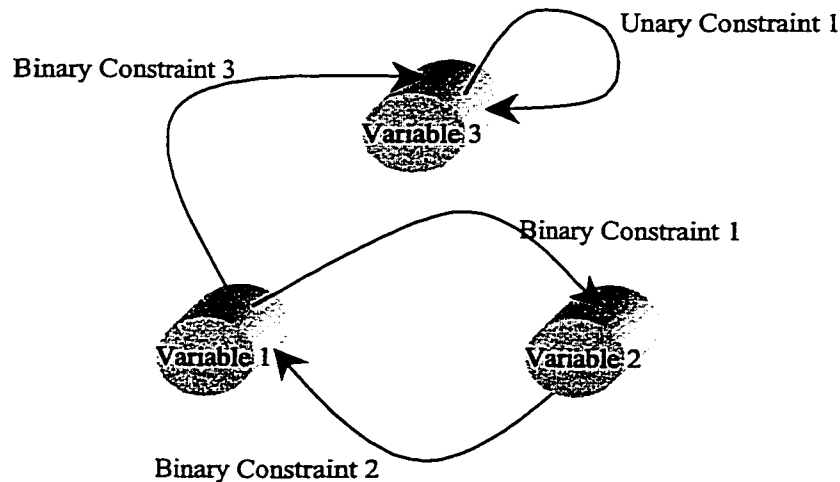 Unary Constraint 1
Binary Constraint 3
Variable 3
Binary Constraint 1
Variable 1
Variable 2
Binary Constraint 2